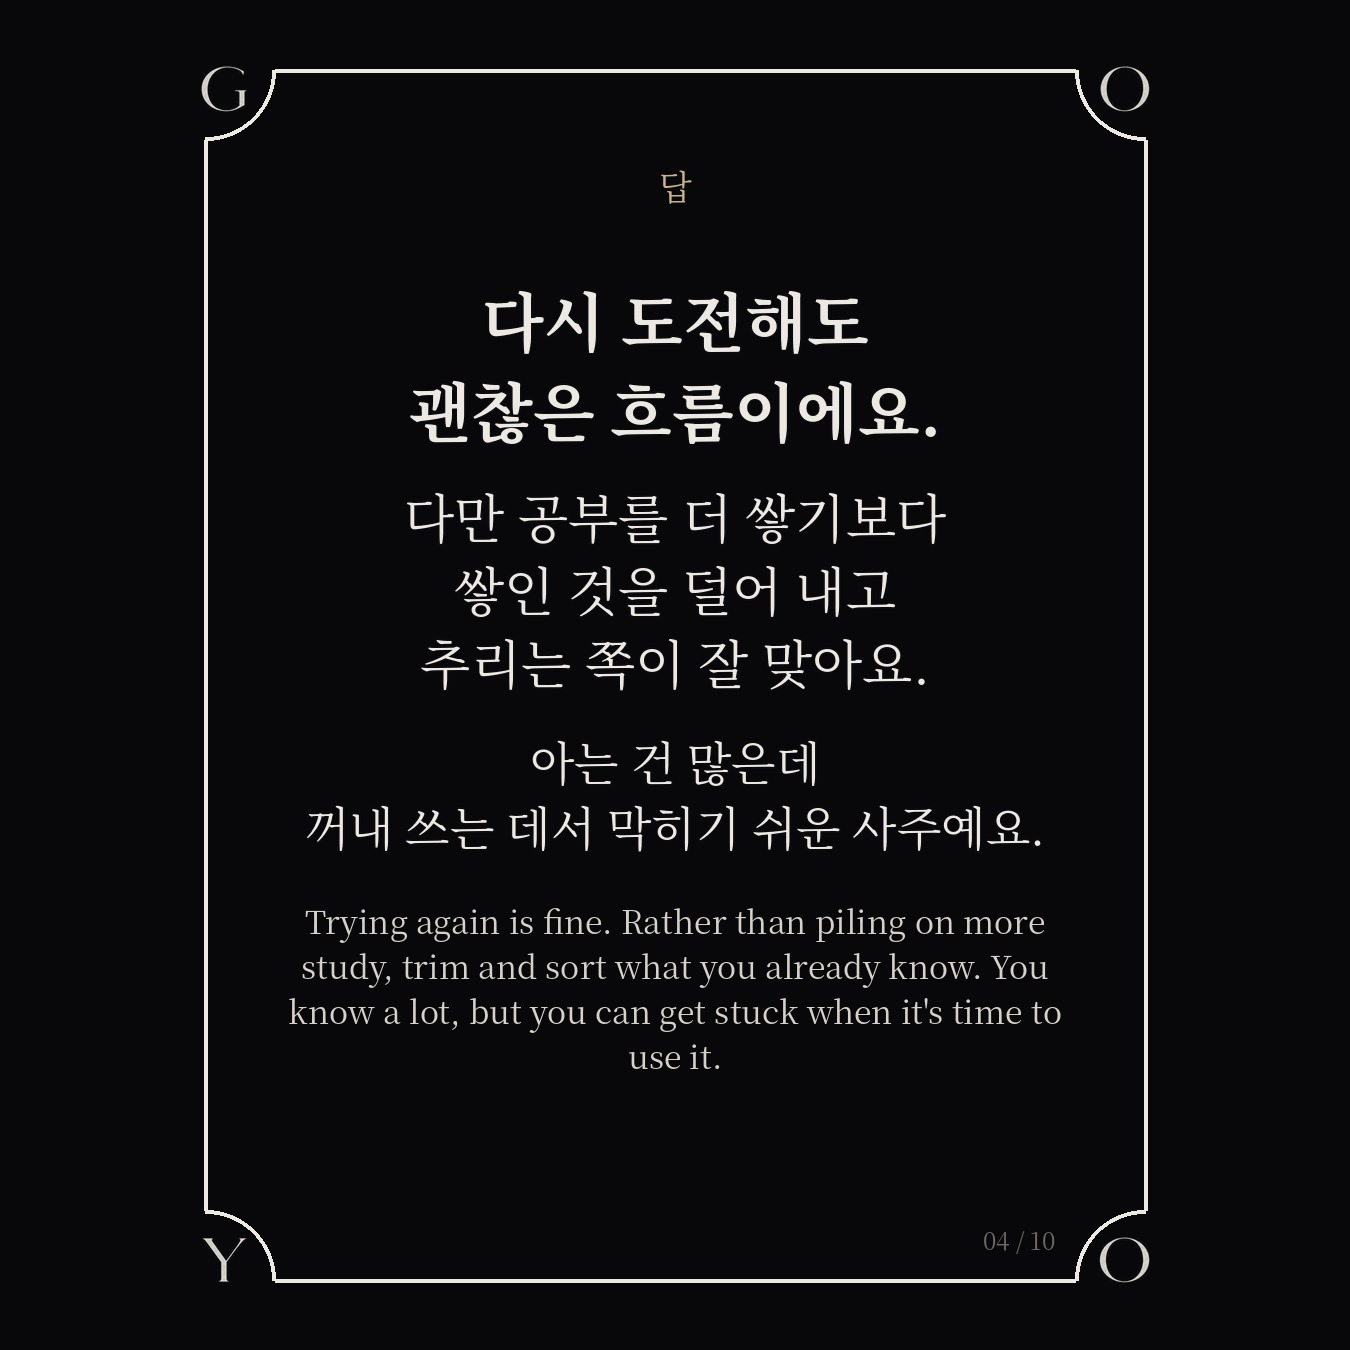 G O
답
다시 도전해도
괜찮은 흐름이에요.
다만 공부를 더 쌓기보다
쌓인 것을 덜어 내고
추리는 쪽이 잘 맞아요.
아는 건 많은데
꺼내 쓰는 데서 막히기 쉬운 사주예요.
Trying again is fine. Rather than piling on more
study, trim and sort what you already know. You
know a lot, but you can get stuck when it's time to
use it.
04 / 10
Y O